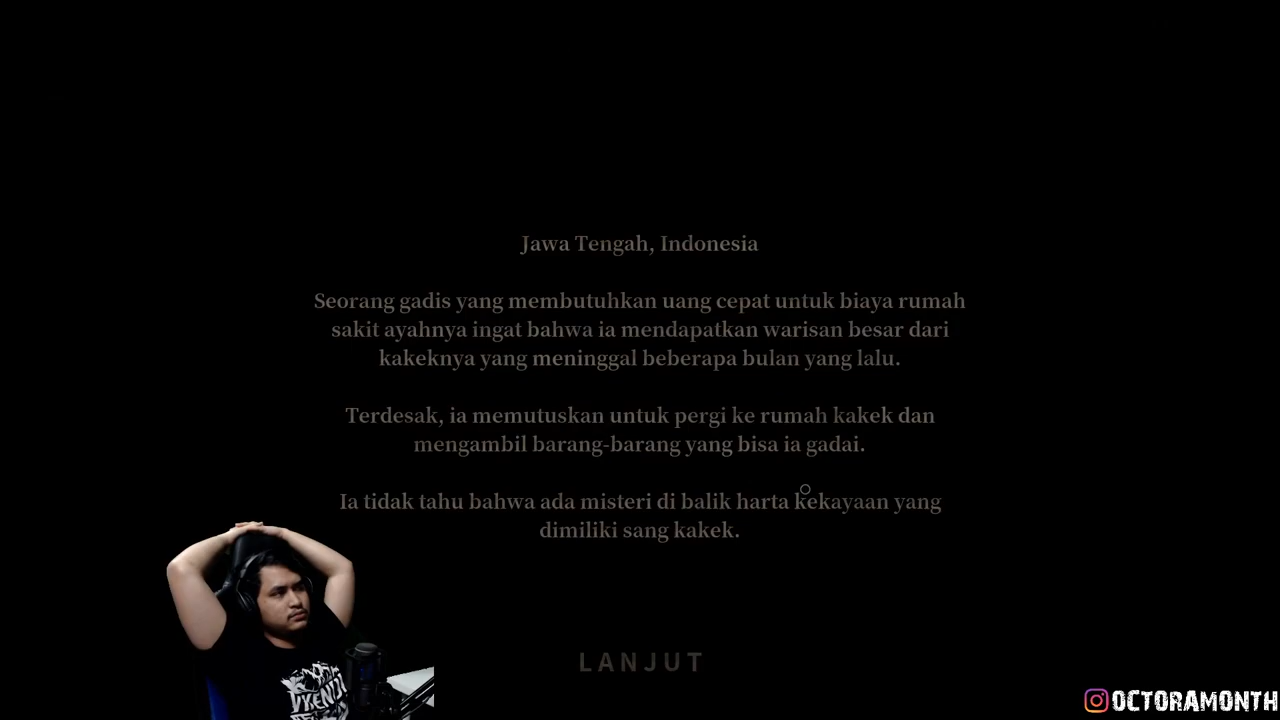 Jawa Tengah, Indonesia
Seorang gadis yang membutuhkan uang cepat untuk biaya rumah
sakit ayahnya ingat bahwa ia mendapatkan warisan besar dari
kakeknya yang meninggal beberapa bulan yang lalu.
Terdesak, ia memutuskan untuk pergi ke rumah kakek dan
mengambil barang-barang yang bisa ia gadai.
Ia tidak tahu bahwa ada misteri di balik harta kekayaan yang
dimiliki sang kakek.
LANJUT
OCTORAMONTH